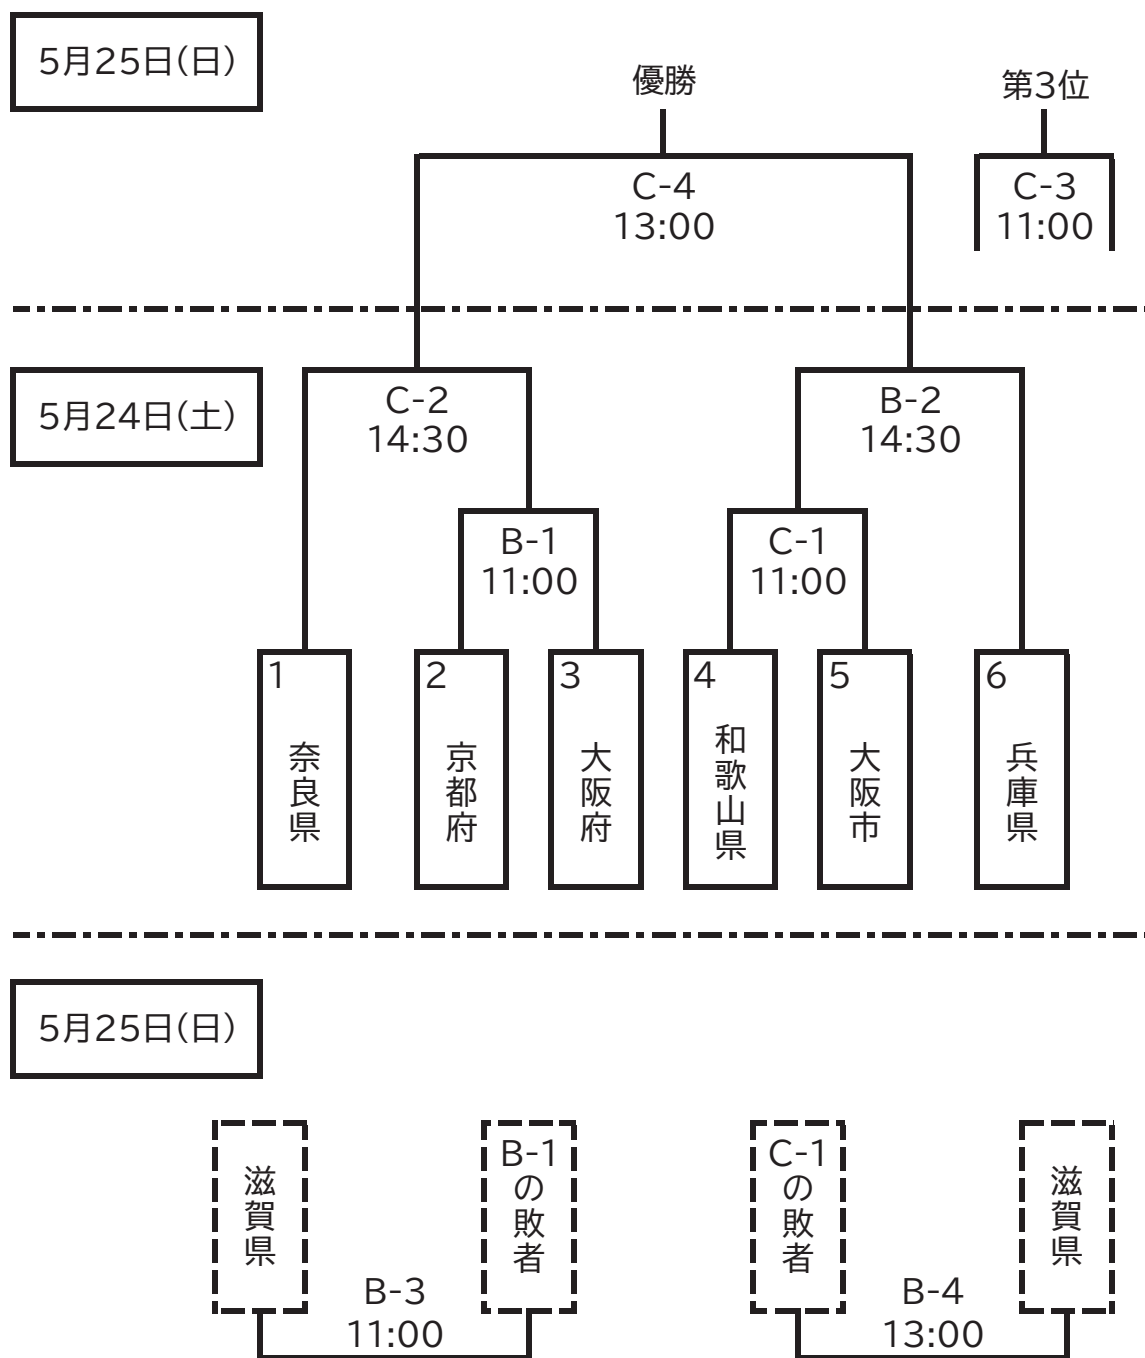 5月25日(日)
優勝
第3位
C-4
13:00
C-3
11:00
5月24日(土)
C-2
14:30
B-2
14:30
B-1
11:00
C-1
11:00
1
奈良県
2
京都府
3
大阪府
4
和歌山県
5
大阪市
6
兵庫県
5月25日(日)
滋賀県
B-1の敗者
C-1の敗者
滋賀県
B-3
11:00
B-4
13:00